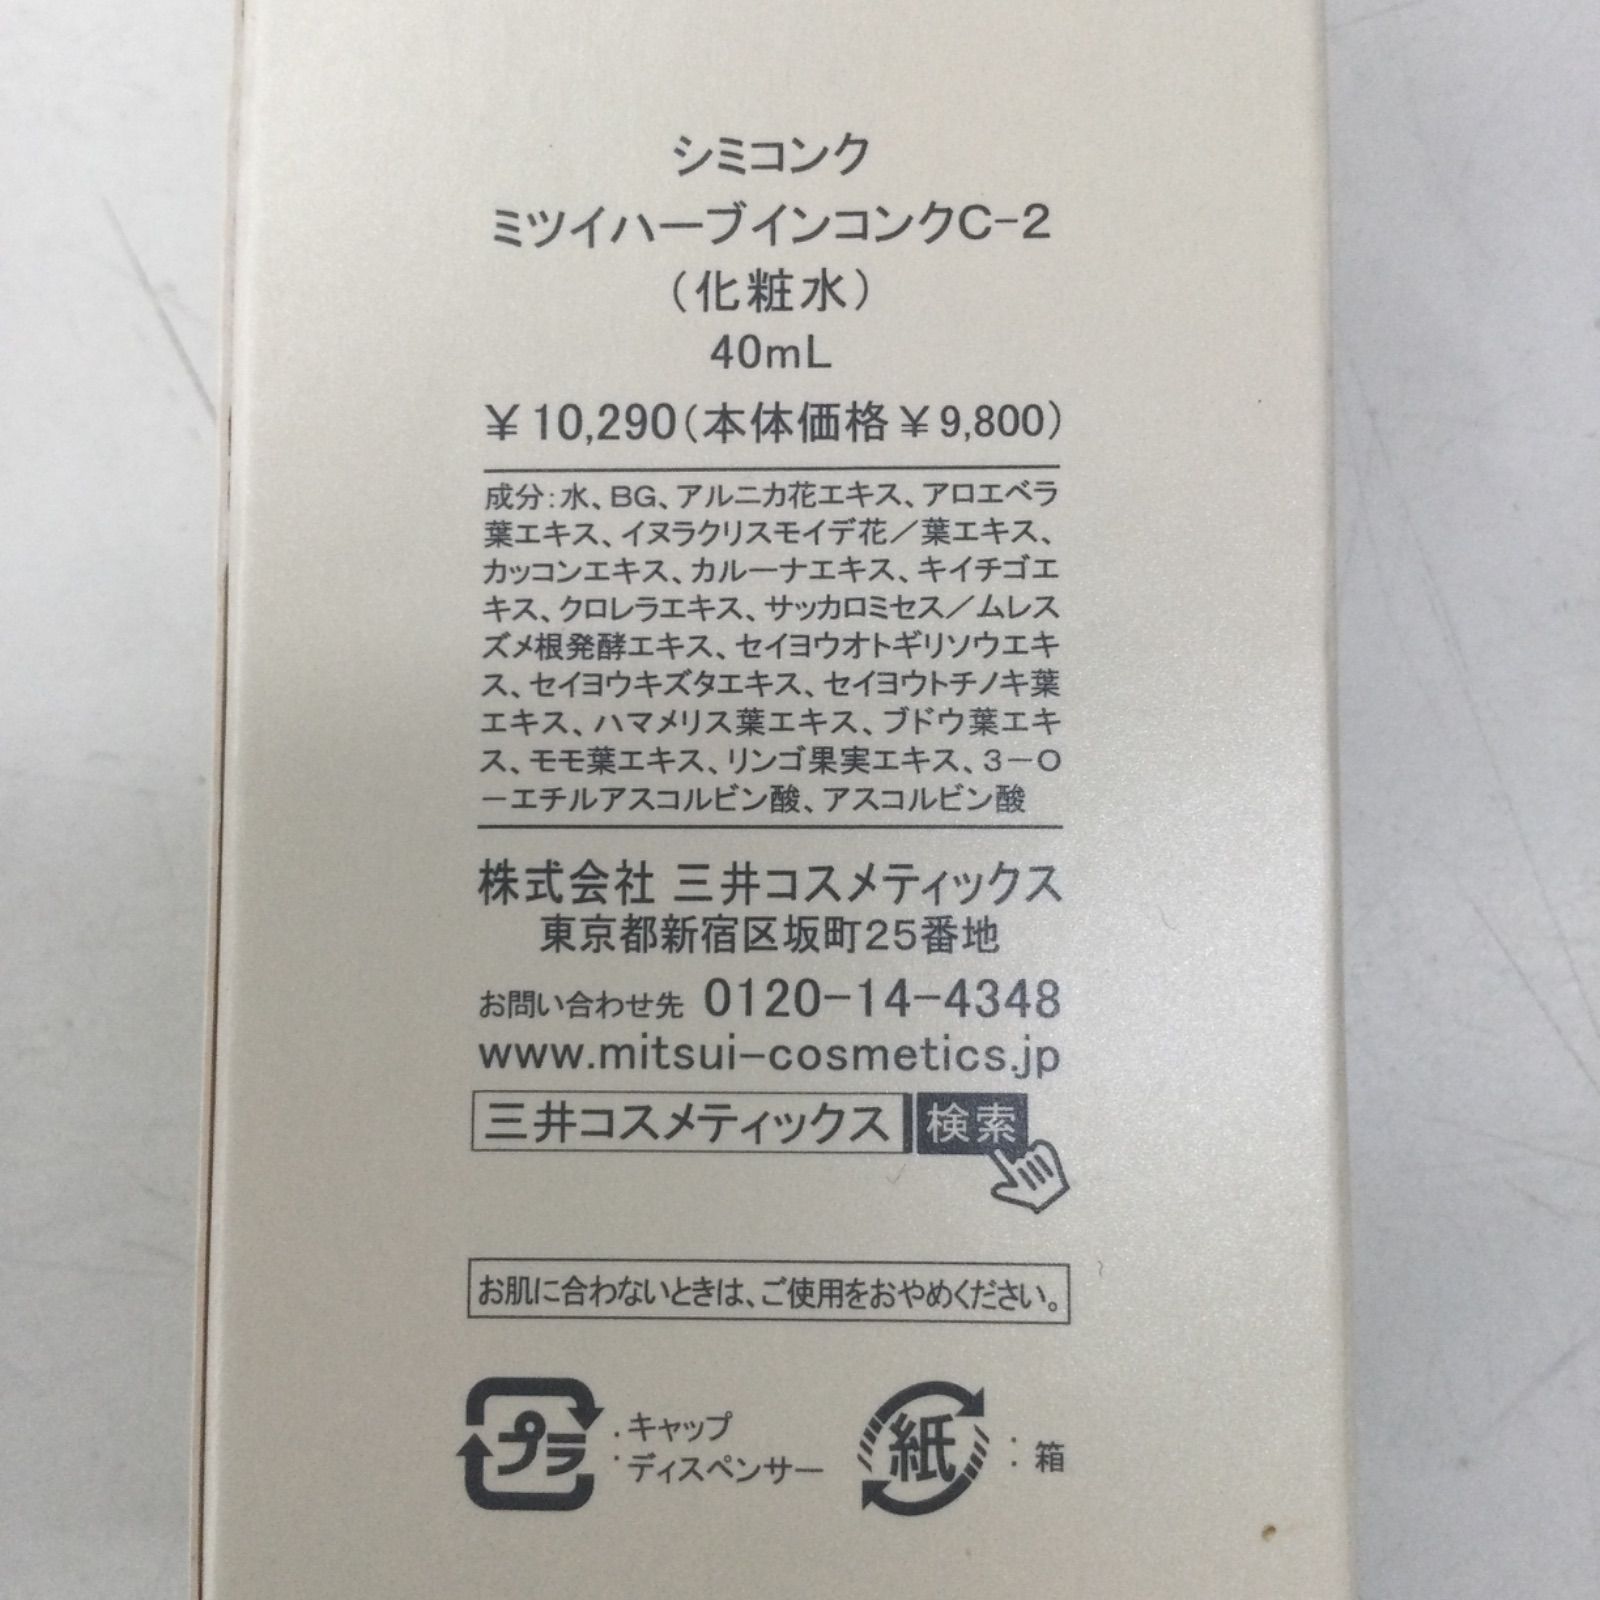 シミコンク
ミツイハーブインコンクC-2
（化粧水）
40mL
￥10,290（本体価格￥9,800）
成分：水、BG、アルニカ花エキス、アロエベラ
葉エキス、イヌラクリスモイデ花／葉エキス、
カッコンエキス、カルーナエキス、キイチゴエ
キス、クロレラエキス、サッカロミセス／ムレス
ズメ根発酵エキス、セイヨウオトギリソウエキ
ス、セイヨウキズタエキス、セイヨウトチノキ葉
エキス、ハマメリス葉エキス、ブドウ葉エキ
ス、モモ葉エキス、リンゴ果実エキス、３－Ｏ
－エチルアスコルビン酸、アスコルビン酸
株式会社 三井コスメティックス
東京都新宿区坂町25番地
お問い合わせ先 0120-14-4348
www.mitsui-cosmetics.jp
三井コスメティックス 検索
お肌に合わないときは、ご使用をおやめください。
プラ：キャップ
：ディスペンサー
紙：箱